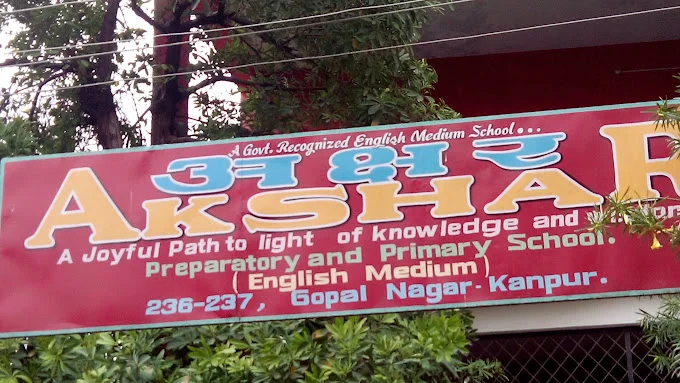 A Govt. Recognized English Medium School...
अक्षर
AKSHAR
A Joyful Path to light of knowledge and
Preparatory and Primary School.
(English Medium)
236-237, Gopal Nagar-Kanpur.